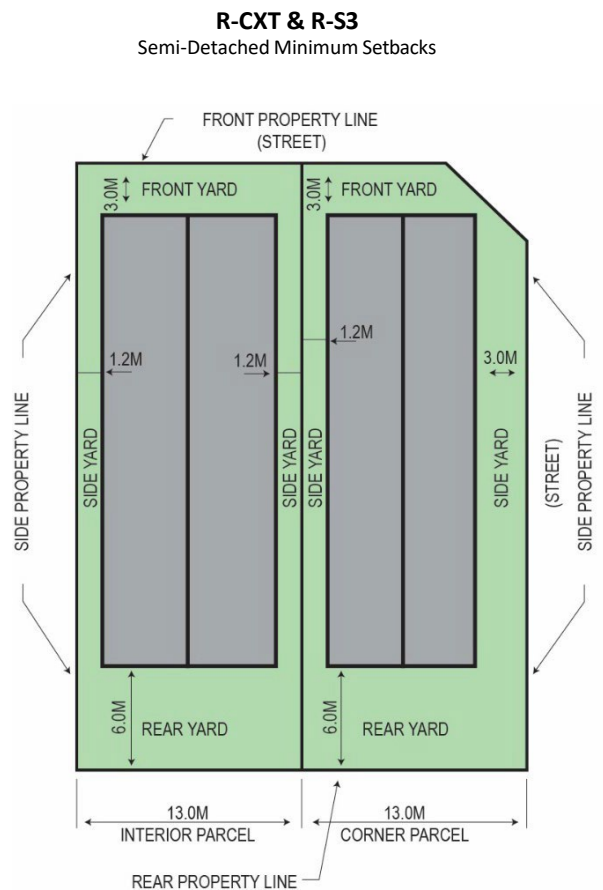 R-CXT & R-S3
Semi-Detached Minimum Setbacks
FRONT PROPERTY LINE
(STREET)
3.0M
FRONT YARD
3.0M
FRONT YARD
1.2M
1.2M
1.2M
3.0M
SIDE PROPERTY LINE
SIDE YARD
SIDE YARD
SIDE YARD
SIDE YARD
(STREET)
SIDE PROPERTY LINE
6.0M
REAR YARD
6.0M
REAR YARD
13.0M
INTERIOR PARCEL
13.0M
CORNER PARCEL
REAR PROPERTY LINE